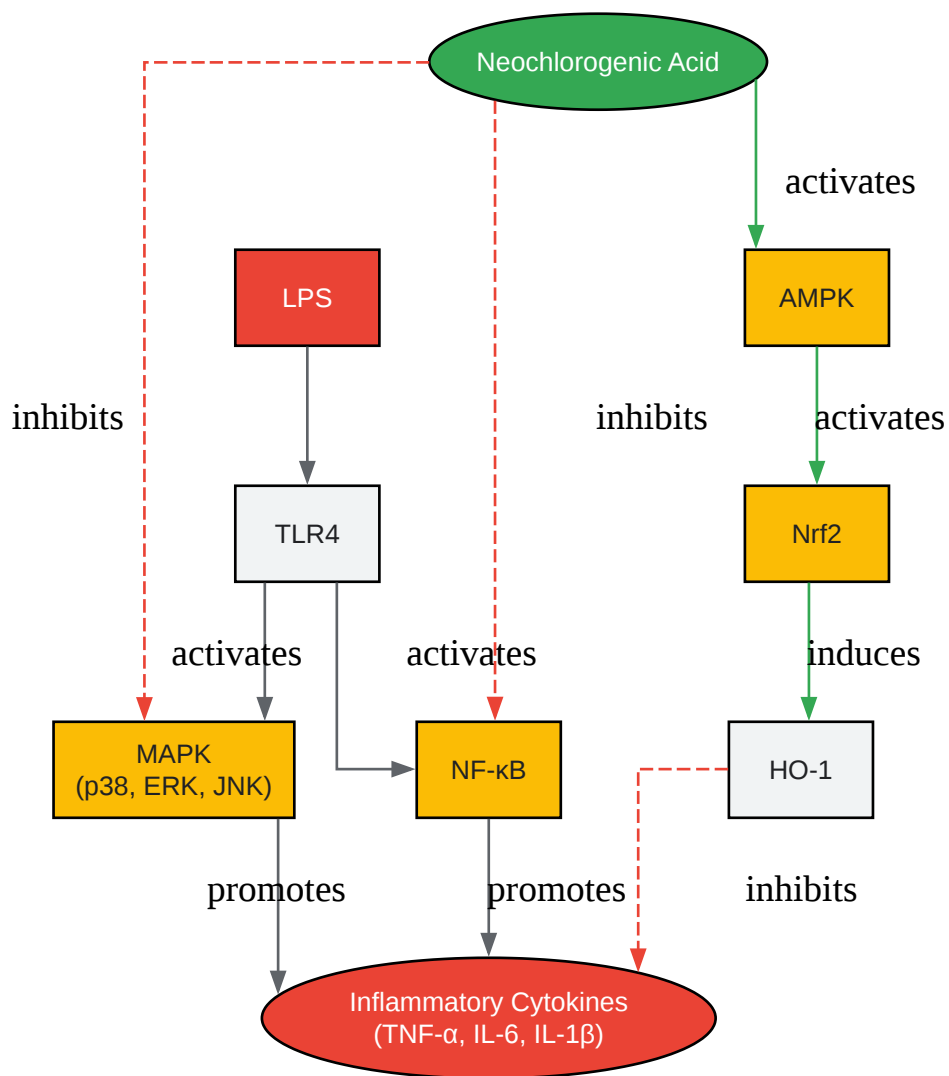 Neochlorogenic Acid
activates
LPS
AMPK
inhibits
inhibits
activates
TLR4
Nrf2
activates
activates
induces
MAPK
(p38, ERK, JNK)
NF-κB
HO-1
promotes
promotes
inhibits
Inflammatory Cytokines
(TNF-α, IL-6, IL-1β)